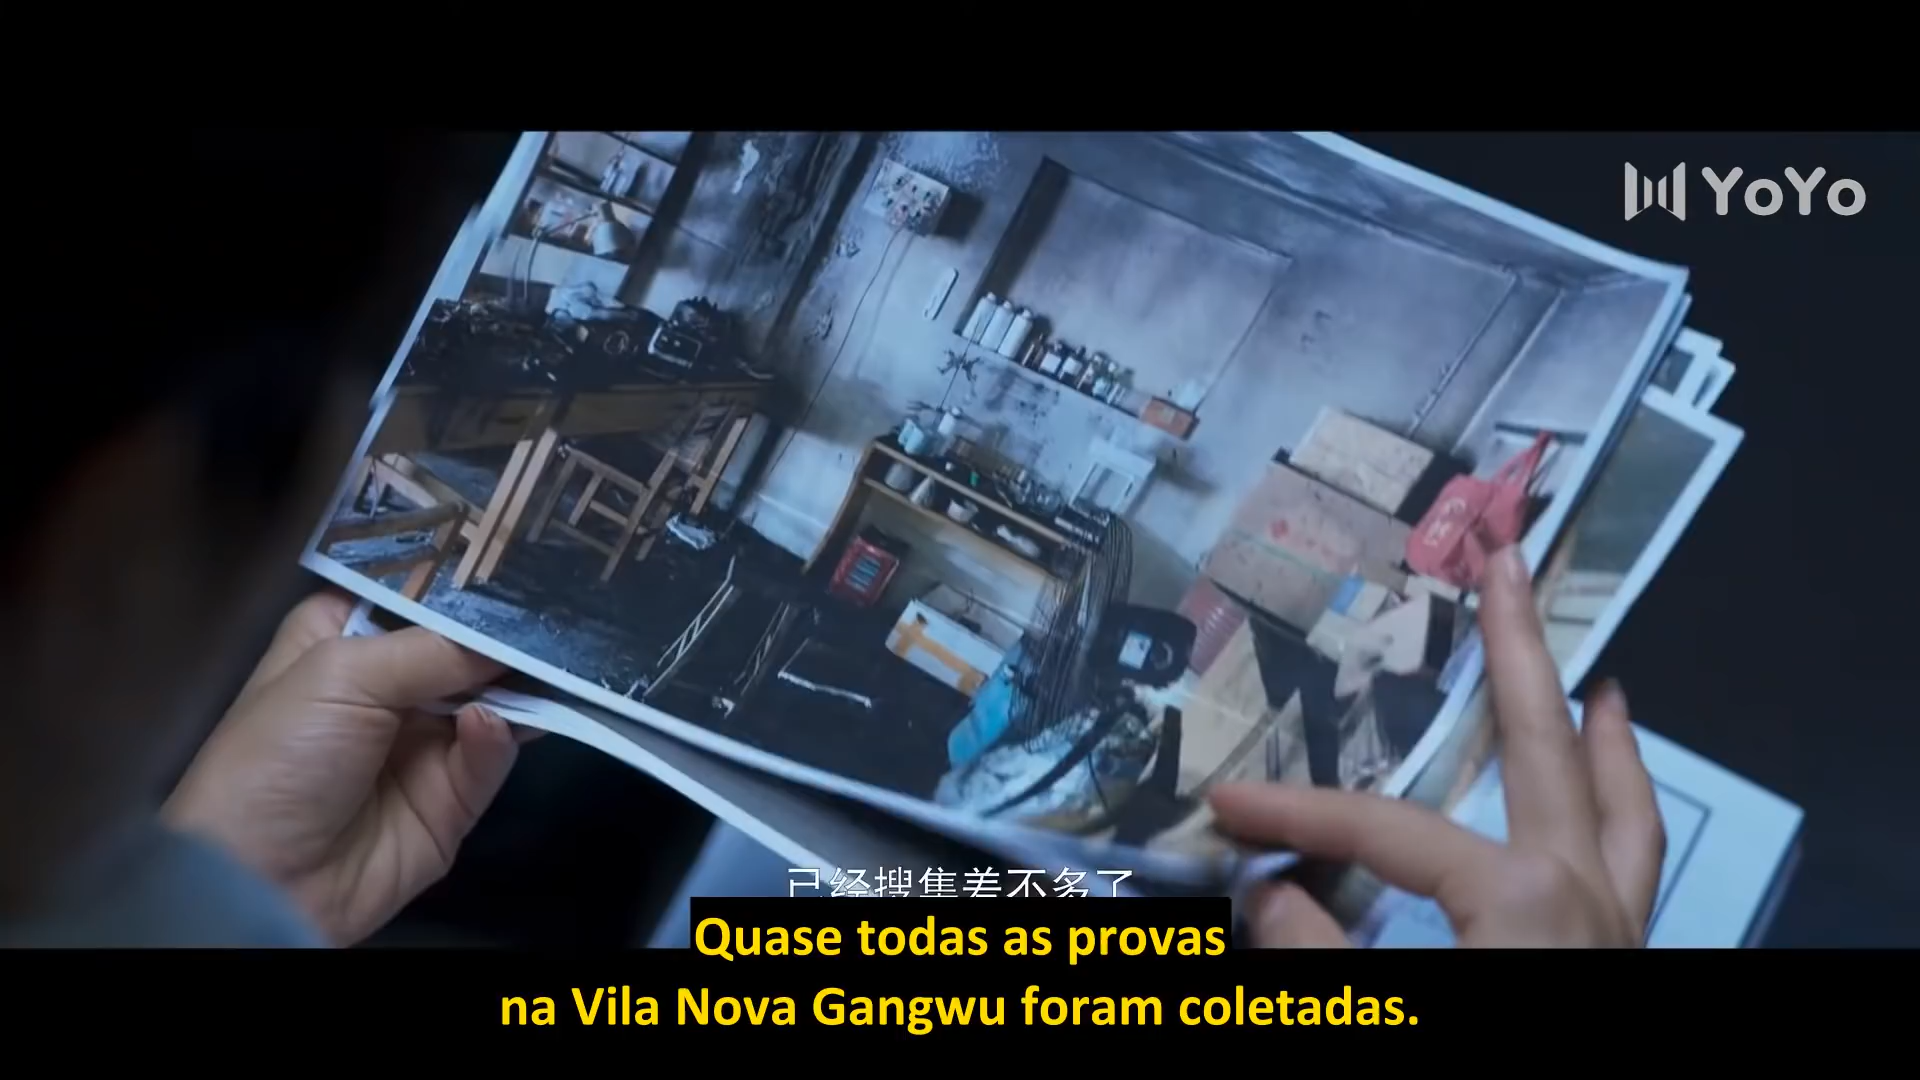 YoYo
已经搜集差不多了
Quase todas as provas
na Vila Nova Gangwu foram coletadas.